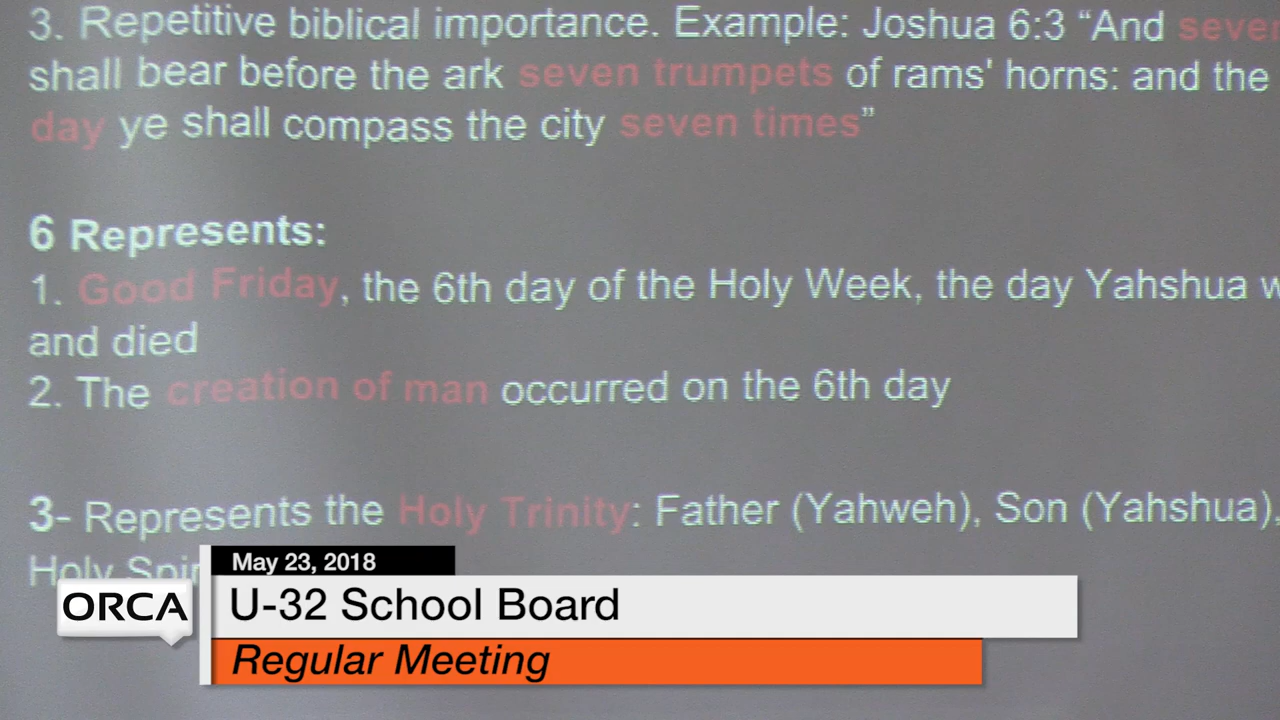 3. Repetitive biblical importance. Example: Joshua 6:3 “And seven
shall bear before the ark seven trumpets of rams' horns: and the
day ye shall compass the city seven times”
6 Represents:
1. Good Friday, the 6th day of the Holy Week, the day Yahshua w
and died
2. The creation of man occurred on the 6th day
3- Represents the Holy Trinity: Father (Yahweh), Son (Yahshua),
Holy Spir
May 23, 2018
ORCA
U-32 School Board
Regular Meeting